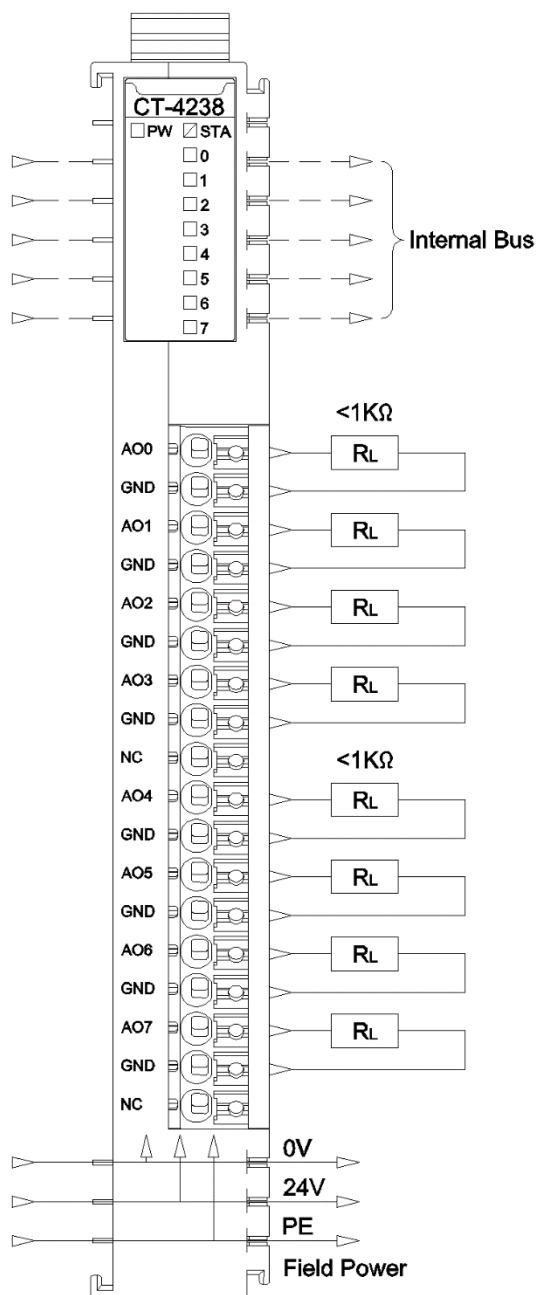 CT-4238
PW STA
0
1
2
3
4
5
6
7
Internal Bus
<1KΩ
AO0 RL
GND
AO1 RL
GND
AO2 RL
GND
AO3 RL
GND
NC <1KΩ
AO4 RL
GND
AO5 RL
GND
AO6 RL
GND
AO7 RL
GND
NC
0V
24V
PE
Field Power